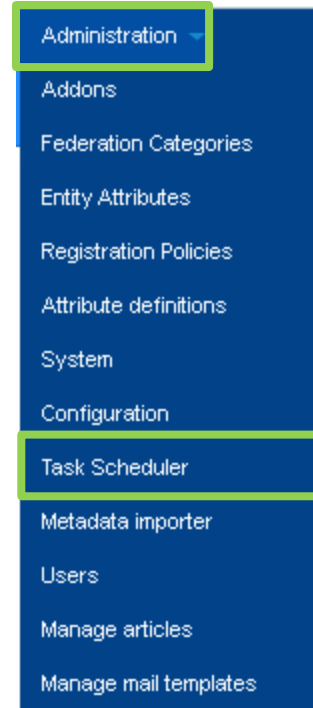 Administration
Addons
Federation Categories
Entity Attributes
Registration Policies
Attribute definitions
System
Configuration
Task Scheduler
Metadata importer
Users
Manage articles
Manage mail templates